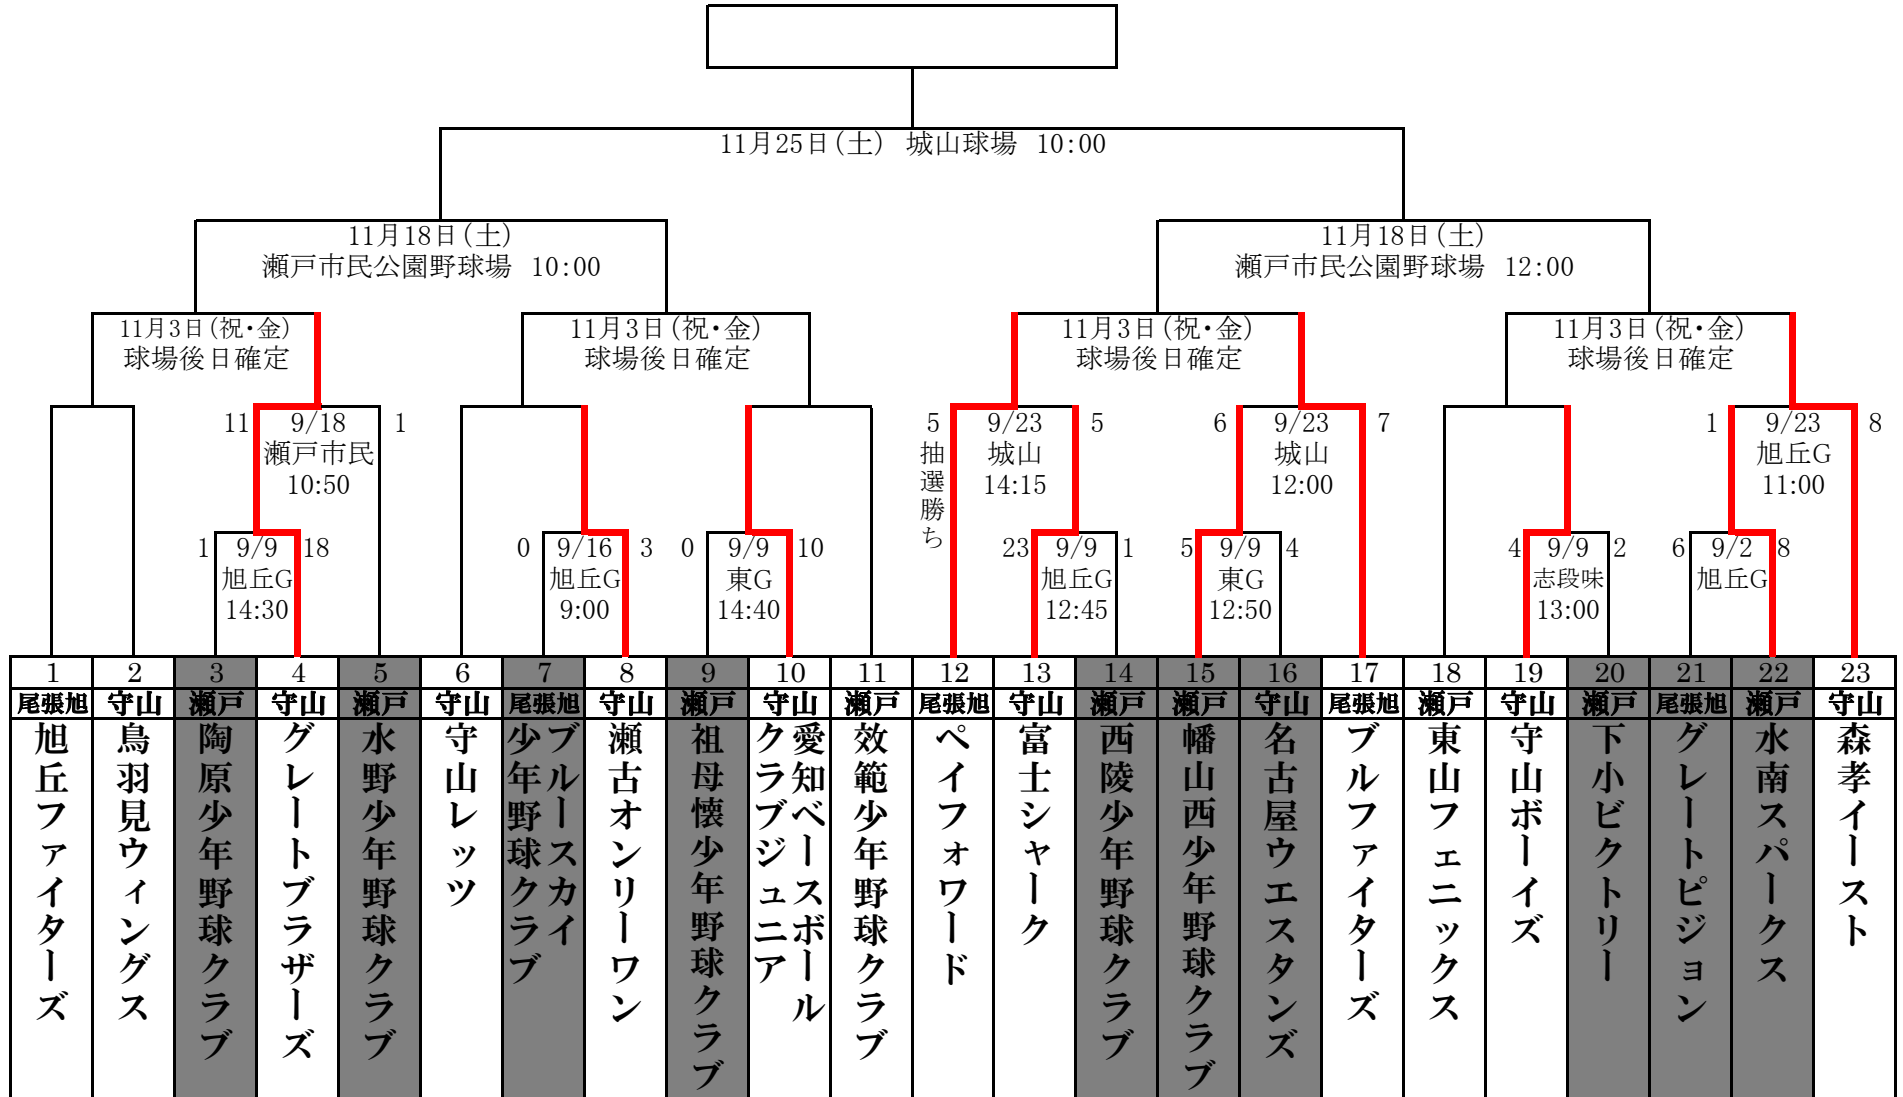 11月25日(土) 城山球場 10:00
11月18日(土)
瀬戸市民公園野球場 10:00
11月18日(土)
瀬戸市民公園野球場 12:00
11月3日(祝・金)
球場後日確定
11月3日(祝・金)
球場後日確定
11月3日(祝・金)
球場後日確定
11月3日(祝・金)
球場後日確定
11 9/18 1
瀬戸市民
10:50
5 9/23 5
抽選勝ち
城山
14:15
6 9/23 7
城山
12:00
1 9/23 8
旭丘G
11:00
1 9/9 18
旭丘G
14:30
0 9/16 3
旭丘G
9:00
0 9/9 10
東G
14:40
23 9/9 1
旭丘G
12:45
5 9/9 4
東G
12:50
4 9/9 2
志段味
13:00
6 9/2 8
旭丘G
1 2 3 4 5 6 7 8 9 10 11 12 13 14 15 16 17 18 19 20 21 22 23
尾張旭 守山 瀬戸 守山 瀬戸 守山 尾張旭 守山 瀬戸 守山 瀬戸 尾張旭 守山 瀬戸 瀬戸 守山 尾張旭 瀬戸 守山 瀬戸 尾張旭 瀬戸 守山
旭丘ファイターズ
鳥羽見ウィングス
陶原少年野球クラブ
グレートブラザーズ
水野少年野球クラブ
守山レッツ
ブルースカイ
少年野球クラブ
瀬古オンリーワン
祖母懐少年野球クラブ
愛知ベースボール
クラブジュニア
效範少年野球クラブ
ペイフォワード
富士シャーク
西陵少年野球クラブ
幡山西少年野球クラブ
名古屋ウエスタンズ
ブルファイターズ
東山フェニックス
守山ボーイズ
下小ビクトリー
グレートピジョン
水南スパークス
森孝イースト